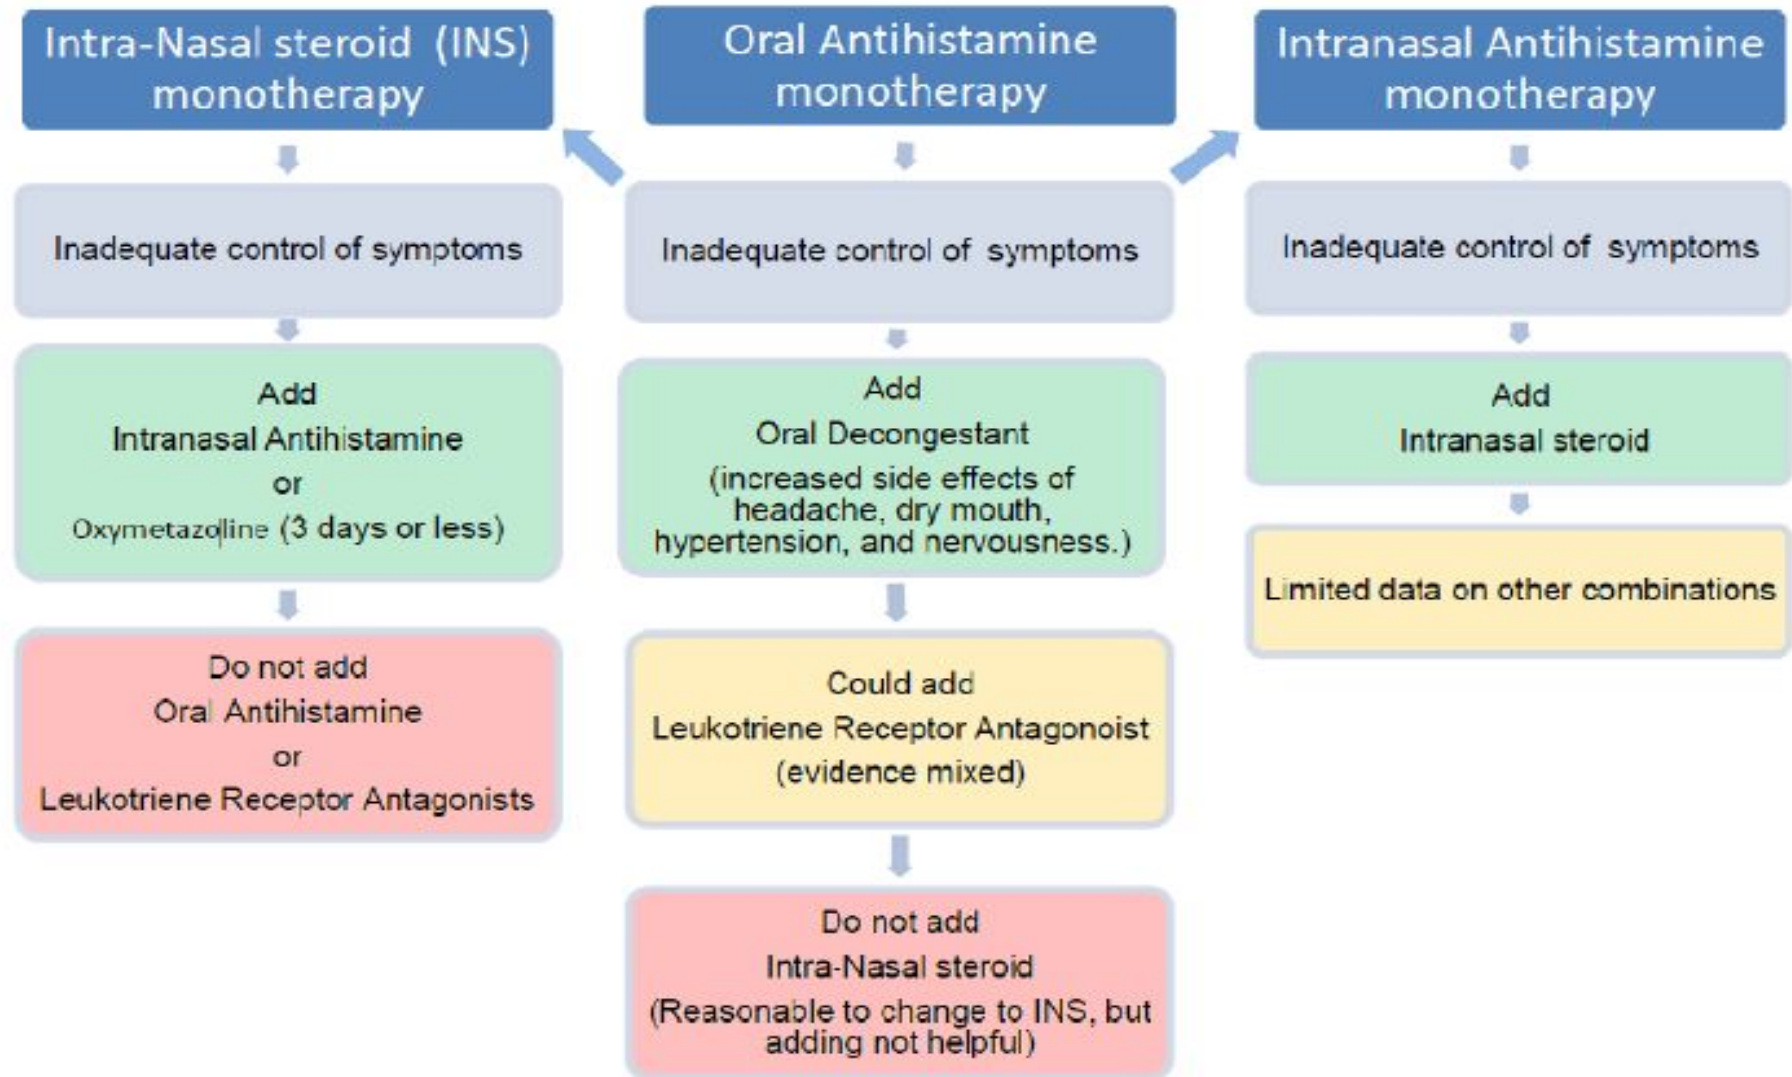 Intra-Nasal steroid (INS)
monotherapy
Inadequate control of symptoms
Add
Intranasal Antihistamine
or
Oxymetazoline (3 days or less)
Do not add
Oral Antihistamine
or
Leukotriene Receptor Antagonists
Oral Antihistamine
monotherapy
Inadequate control of symptoms
Add
Oral Decongestant
(increased side effects of
headache, dry mouth,
hypertension, and nervousness.)
Could add
Leukotriene Receptor Antagonoist
(evidence mixed)
Do not add
Intra-Nasal steroid
(Reasonable to change to INS, but
adding not helpful)
Intranasal Antihistamine
monotherapy
Inadequate control of symptoms
Add
Intranasal steroid
Limited data on other combinations